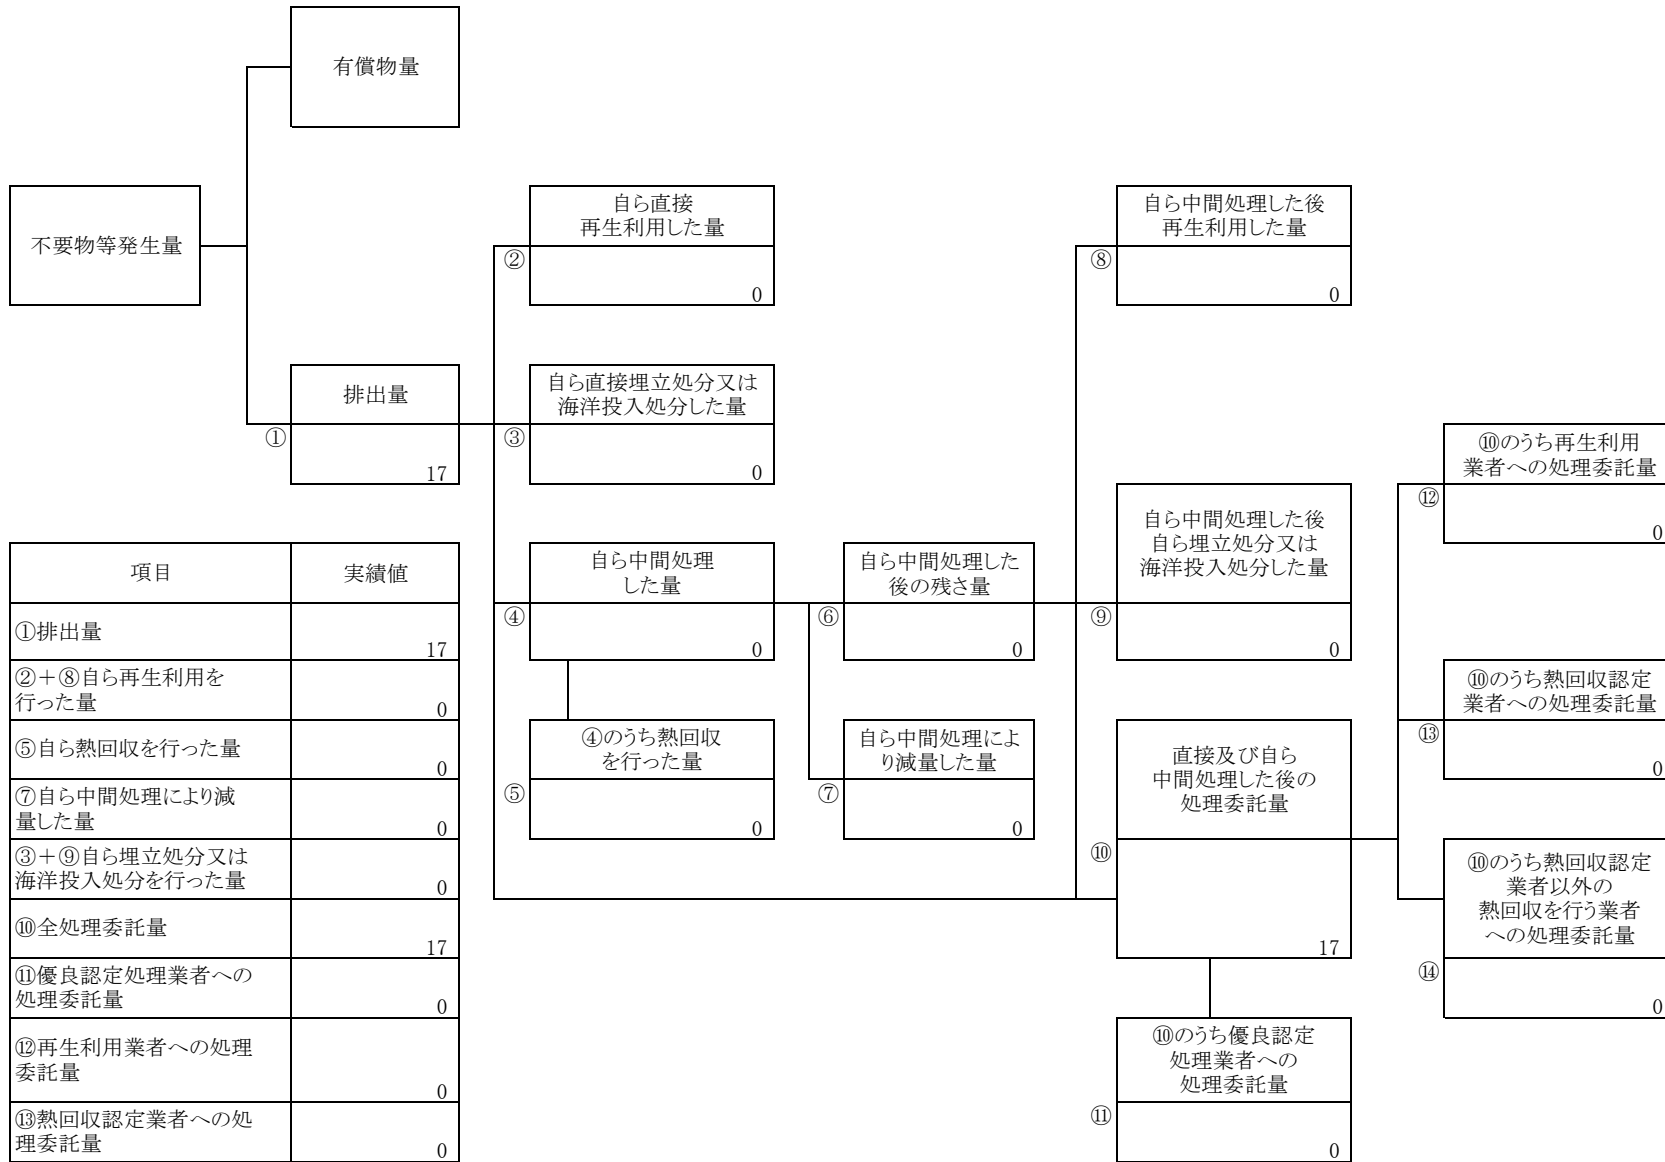 有償物量
不要物等発生量
自ら直接
再生利用した量
②
0
自ら中間処理した後
再生利用した量
⑧
0
排出量
①
17
自ら直接埋立処分又は
海洋投入処分した量
③
0
⑩のうち再生利用
業者への処理委託量
⑫
0
自ら中間処理した後
自ら埋立処分又は
海洋投入処分した量
⑨
0
自ら中間処理
した量
④
0
自ら中間処理した
後の残さ量
⑥
0
⑩のうち熱回収認定
業者への処理委託量
⑬
0
④のうち熱回収
を行った量
⑤
0
自ら中間処理によ
り減量した量
⑦
0
直接及び自ら
中間処理した後の
処理委託量
⑩
17
⑩のうち熱回収認定
業者以外の
熱回収を行う業者
への処理委託量
⑭
0
⑩のうち優良認定
処理業者への
処理委託量
⑪
0
項目 実績値
①排出量
17
②+⑧自ら再生利用を
行った量
0
⑤自ら熱回収を行った量
0
⑦自ら中間処理により減
量した量
0
③+⑨自ら埋立処分又は
海洋投入処分を行った量
0
⑩全処理委託量
17
⑪優良認定処理業者への
処理委託量
0
⑫再生利用業者への処理
委託量
0
⑬熱回収認定業者への処
理委託量
0